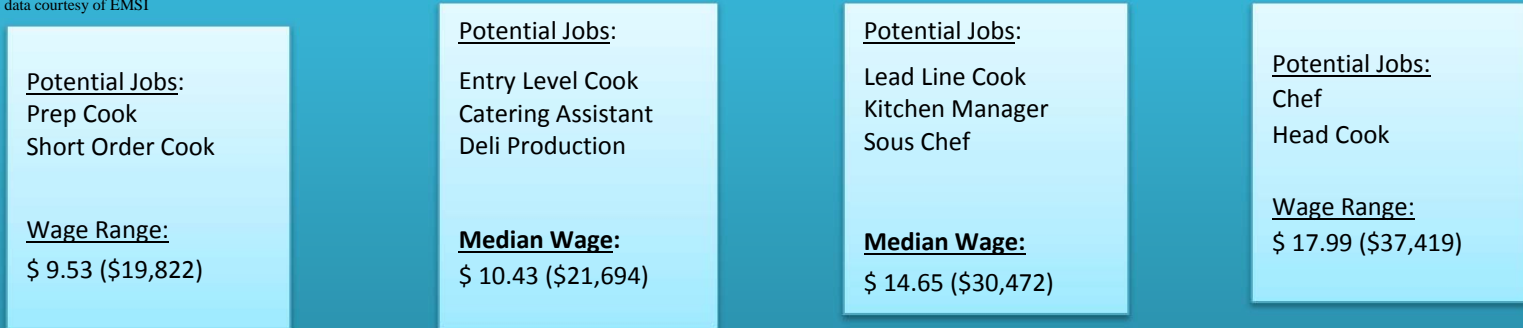 data courtesy of EMSI
Potential Jobs:
Prep Cook
Short Order Cook
Wage Range:
$ 9.53 ($19,822)
Potential Jobs:
Entry Level Cook
Catering Assistant
Deli Production
Median Wage:
$ 10.43 ($21,694)
Potential Jobs:
Lead Line Cook
Kitchen Manager
Sous Chef
Median Wage:
$ 14.65 ($30,472)
Potential Jobs:
Chef
Head Cook
Wage Range:
$ 17.99 ($37,419)